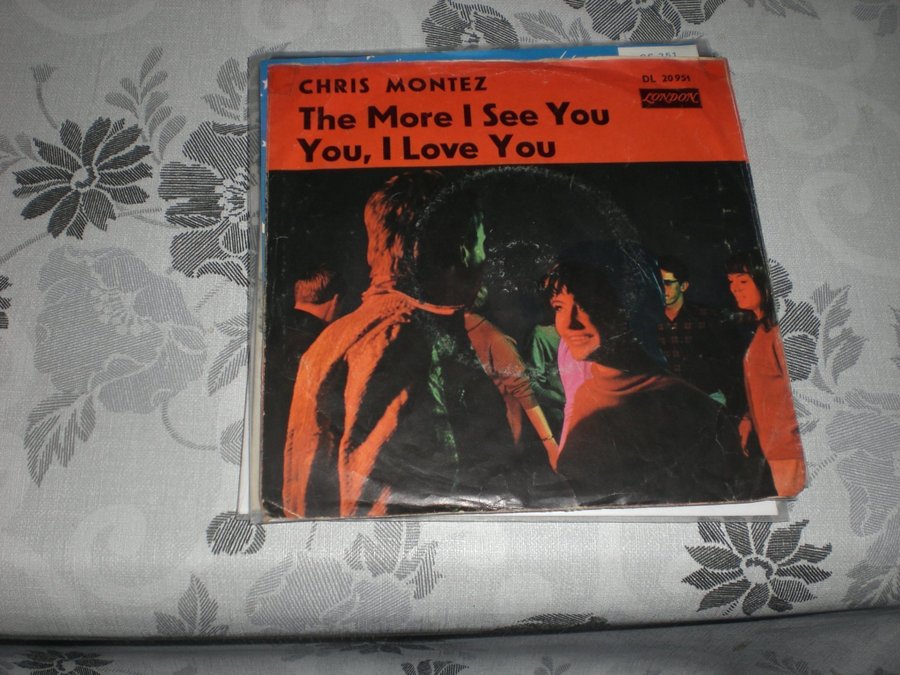 CHRIS MONTEZ
DL 20951
LONDON
The More I See You
You, I Love You